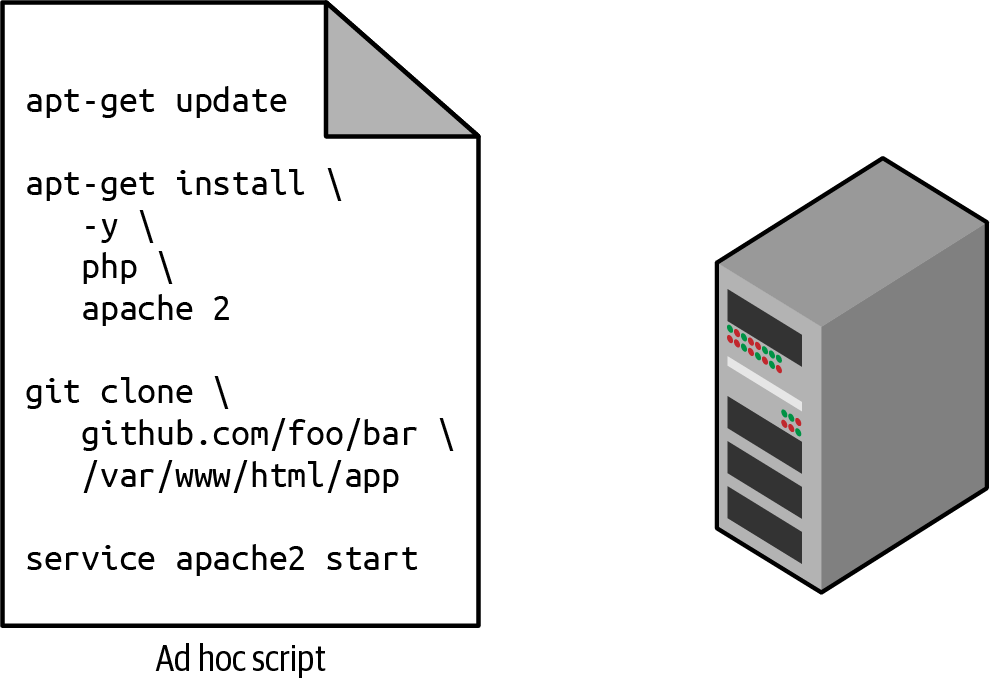 apt-get update
apt-get install \
-y \
php \
apache 2
git clone \
github.com/foo/bar \
/var/www/html/app
service apache2 start
Ad hoc script